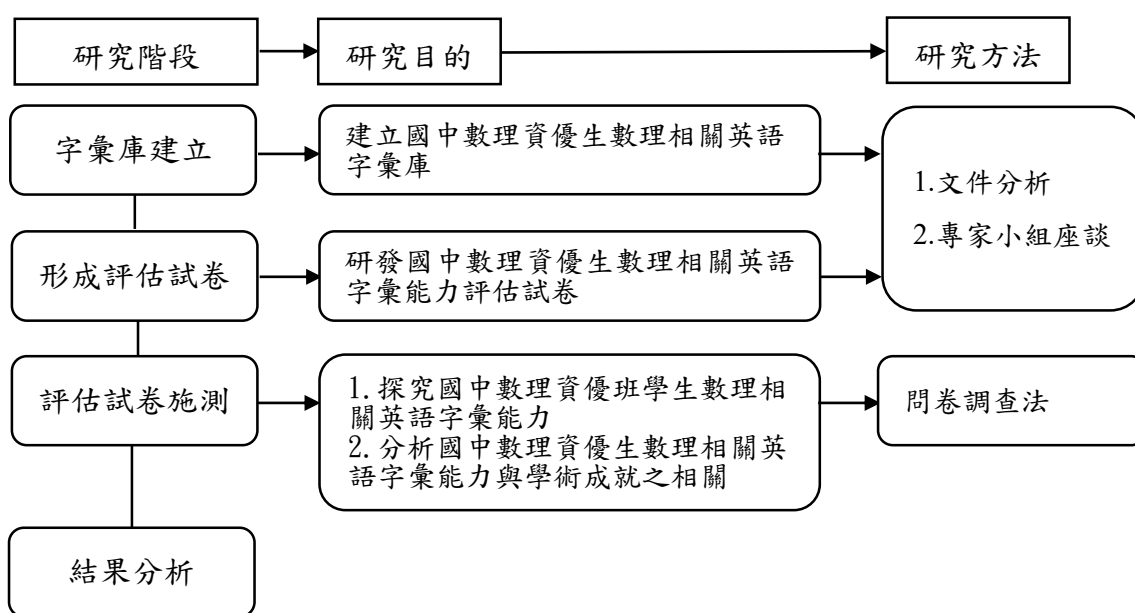 研究階段
研究目的
研究方法
字彙庫建立
建立國中數理資優生數理相關英語
字彙庫
1.文件分析
2.專家小組座談
形成評估試卷
研發國中數理資優生數理相關英語
字彙能力評估試卷
評估試卷施測
1.探究國中數理資優班學生數理相
關英語字彙能力
2.分析國中數理資優生數理相關英
語字彙能力與學術成就之相關
問卷調查法
結果分析